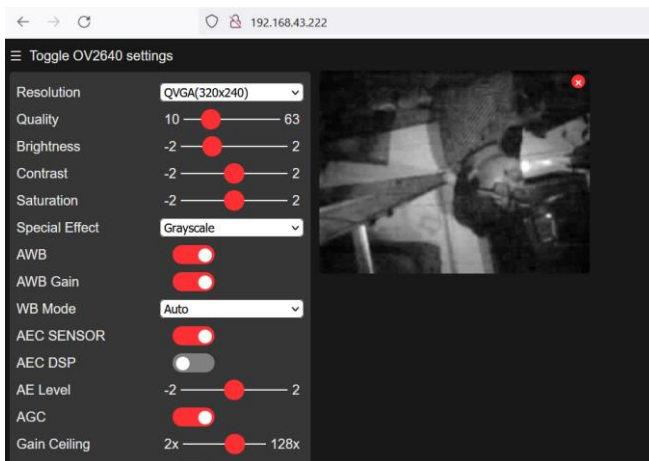 192.168.43.222
☰ Toggle OV2640 settings
Resolution QVGA(320x240)
Quality 10 63
Brightness -2 2
Contrast -2 2
Saturation -2 2
Special Effect Grayscale
AWB
AWB Gain
WB Mode Auto
AEC SENSOR
AEC DSP
AE Level -2 2
AGC
Gain Ceiling 2x 128x